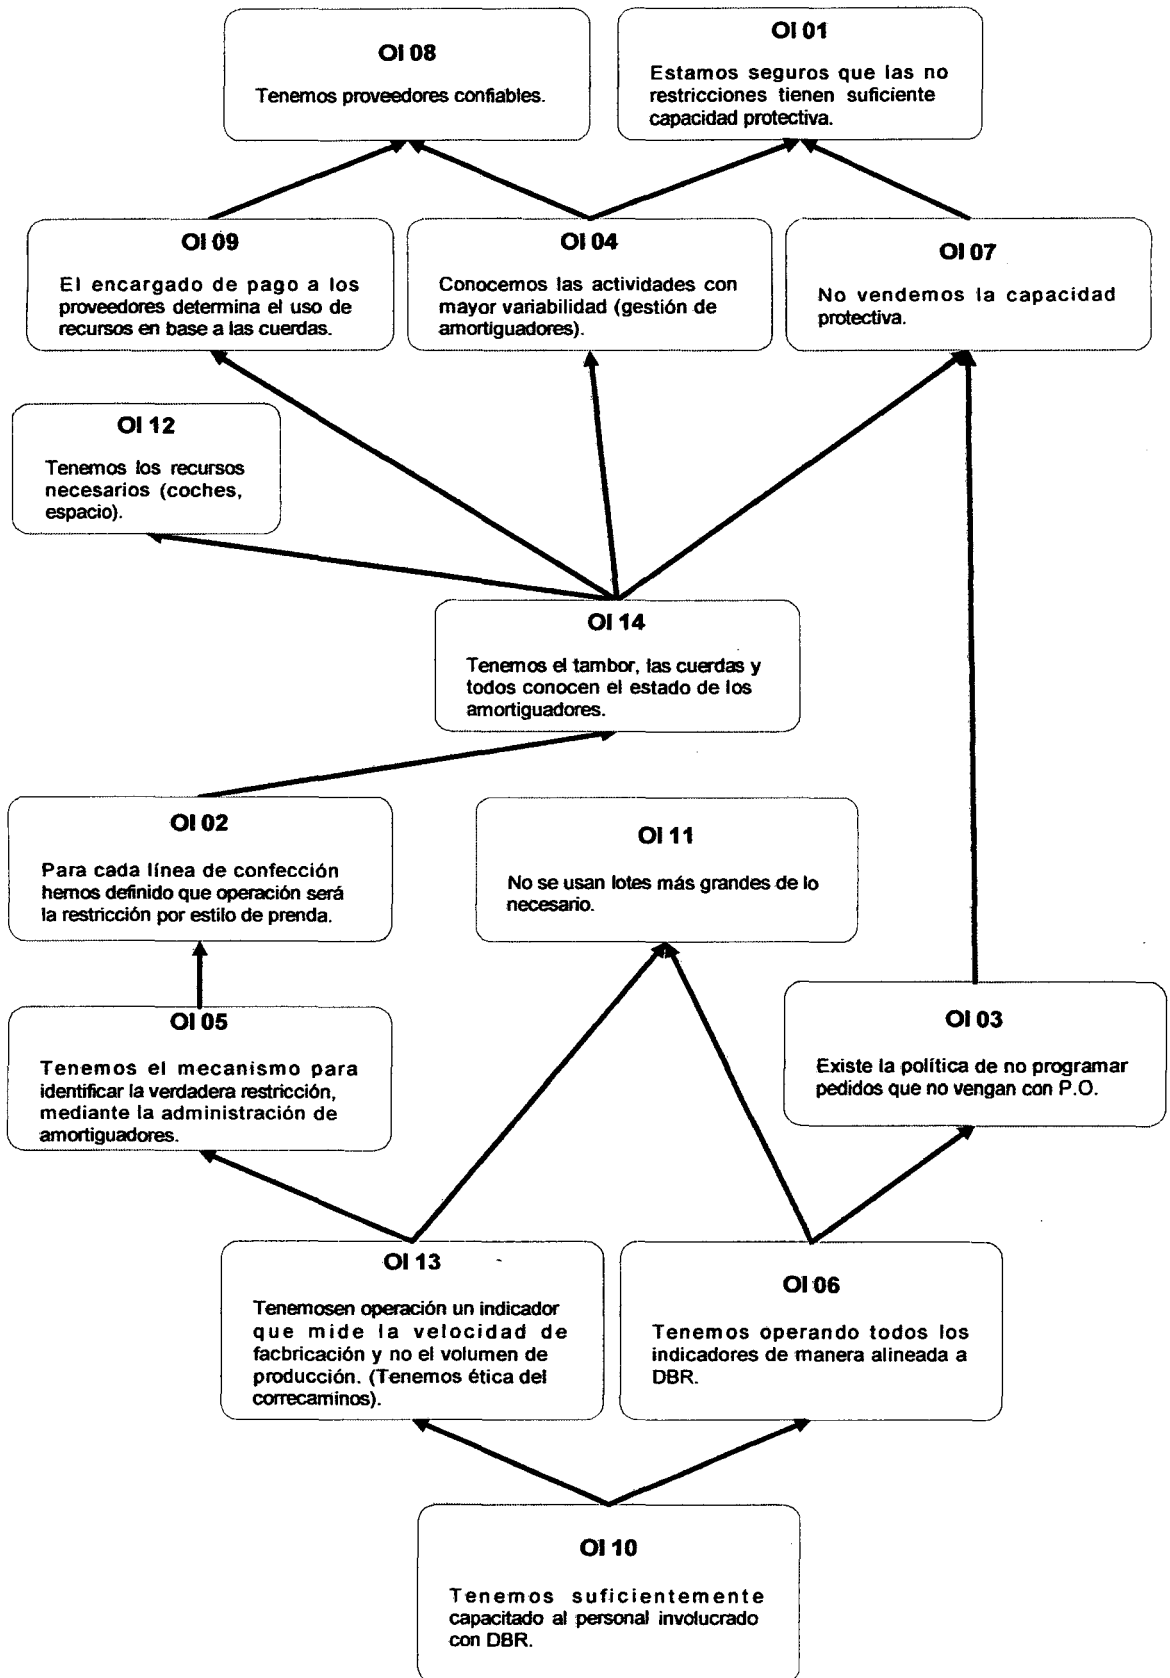 OI 08
Tenemos proveedores confiables.
OI 01
Estamos seguros que las no
restricciones tienen suficiente
capacidad protectiva.
OI 09
El encargado de pago a los
proveedores determina el uso de
recursos en base a las cuerdas.
OI 04
Conocemos las actividades con
mayor variabilidad (gestión de
amortiguadores).
OI 07
No vendemos la capacidad
protectiva.
OI 12
Tenemos los recursos
necesarios (coches,
espacio).
OI 14
Tenemos el tambor, las cuerdas y
todos conocen el estado de los
amortiguadores.
OI 02
Para cada línea de confección
hemos definido que operación será
la restricción por estilo de prenda.
OI 11
No se usan lotes más grandes de lo
necesario.
OI 05
Tenemos el mecanismo para
identificar la verdadera restricción,
mediante la administración de
amortiguadores.
OI 03
Existe la política de no programar
pedidos que no vengan con P.O.
OI 13
Tenemosen operación un indicador
que mide la velocidad de
facbricación y no el volumen de
producción. (Tenemos ética del
correcaminos).
OI 06
Tenemos operando todos los
indicadores de manera alineada a
DBR.
OI 10
Tenemos suficientemente
capacitado al personal involucrado
con DBR.